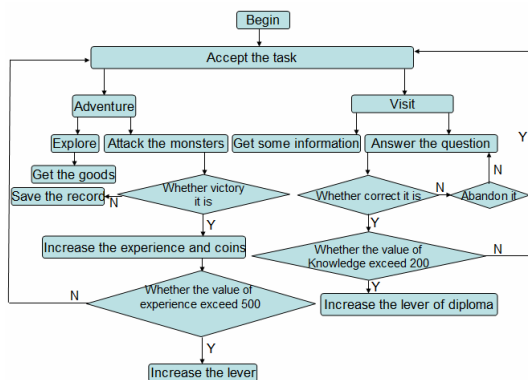 Begin
Accept the task
Adventure
Visit
Y
Explore
Attack the monsters
Get some information
Answer the question
Get the goods
N
Save the record
N
Whether victory
it is
Whether correct it is
N
Abandon it
Y
Y
Increase the experience and coins
Whether the value of
Knowledge exceed 200
N
N
Whether the value of
experience exceed 500
Y
Increase the lever of diploma
Y
Increase the lever